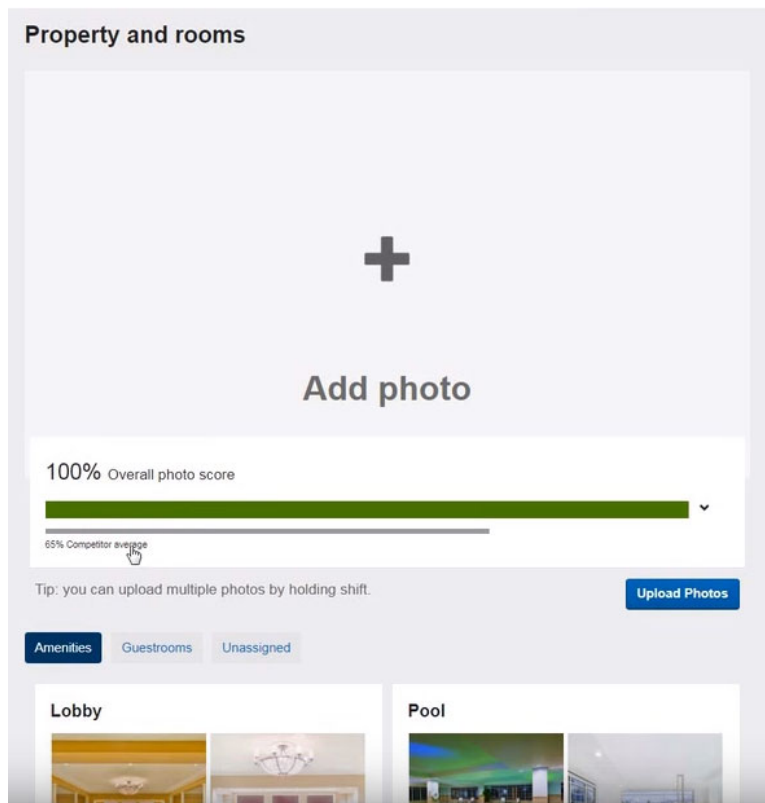 Property and rooms
Add photo
100% Overall photo score
65% Competitor average
Tip: you can upload multiple photos by holding shift.
Upload Photos
Amenities Guestrooms Unassigned
Lobby Pool